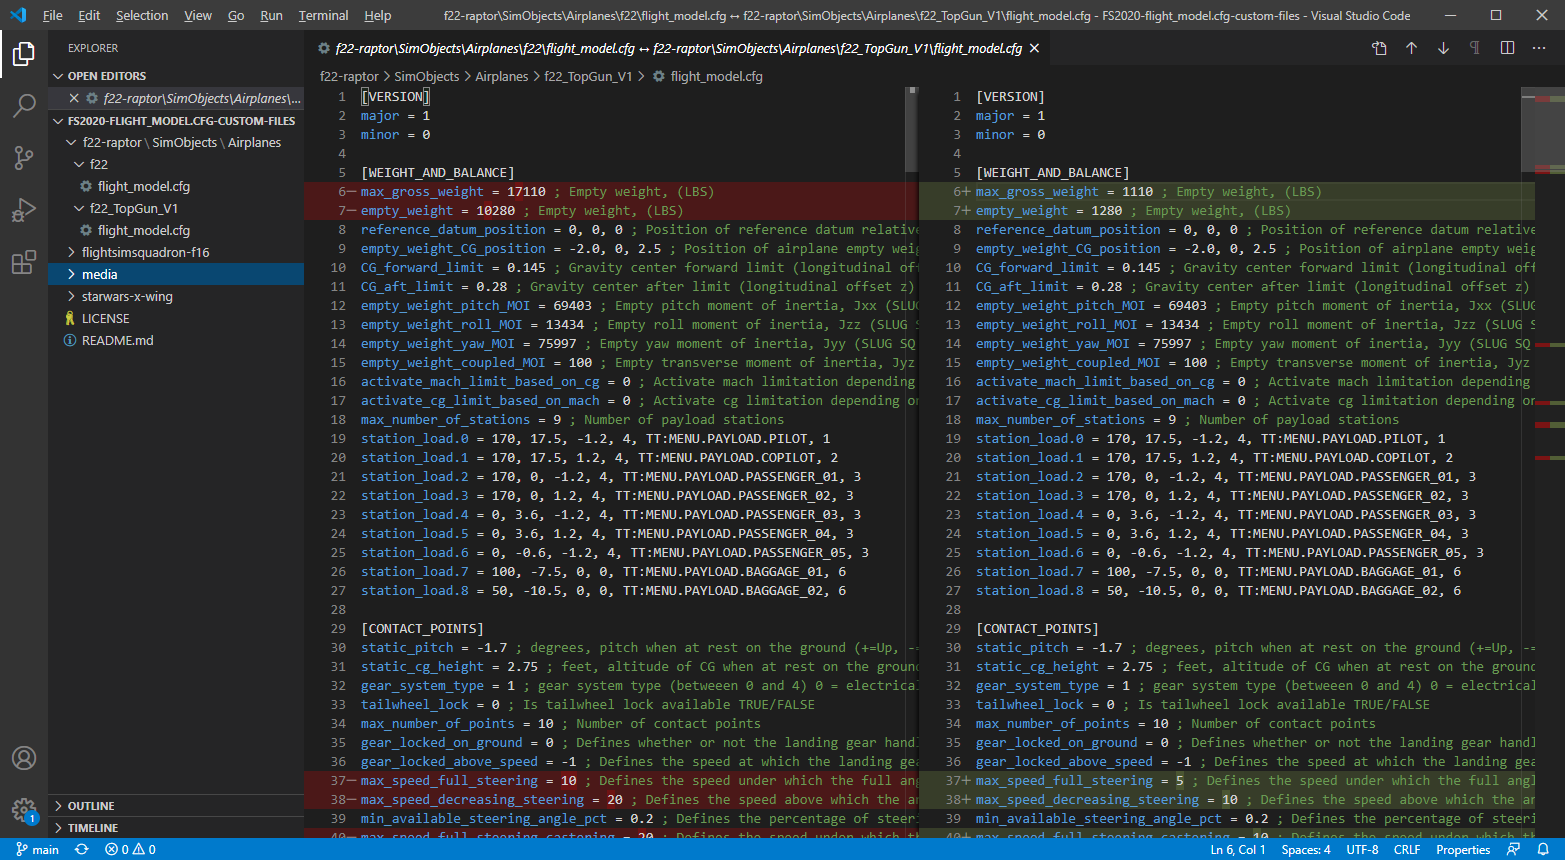 File Edit Selection View Go Run Terminal Help f22-raptor\SimObjects\Airplanes\f22\flight_model.cfg ↔ f22-raptor\SimObjects\Airplanes\f22_TopGun_V1\flight_model.cfg - FS2020-flight_model.cfg-custom-files - Visual Studio Code
EXPLORER
OPEN EDITORS
f22-raptor\SimObjects\Airplanes\...
FS2020-FLIGHT_MODEL.CFG-CUSTOM-FILES
f22-raptor \ SimObjects \ Airplanes
f22
flight_model.cfg
f22_TopGun_V1
flight_model.cfg
flightsimsquadron-f16
media
starwars-x-wing
LICENSE
README.md
OUTLINE
TIMELINE
1
f22-raptor\SimObjects\Airplanes\f22\flight_model.cfg ↔ f22-raptor\SimObjects\Airplanes\f22_TopGun_V1\flight_model.cfg
f22-raptor > SimObjects > Airplanes > f22_TopGun_V1 > flight_model.cfg
1 [VERSION]
2 major = 1
3 minor = 0
4
5 [WEIGHT_AND_BALANCE]
6- max_gross_weight = 17110 ; Empty weight, (LBS)
7- empty_weight = 10280 ; Empty weight, (LBS)
8 reference_datum_position = 0, 0, 0 ; Position of reference datum relative
9 empty_weight_CG_position = -2.0, 0, 2.5 ; Position of airplane empty weig
10 CG_forward_limit = 0.145 ; Gravity center forward limit (longitudinal off
11 CG_aft_limit = 0.28 ; Gravity center after limit (longitudinal offset z)
12 empty_weight_pitch_MOI = 69403 ; Empty pitch moment of inertia, Jxx (SLUG
13 empty_weight_roll_MOI = 13434 ; Empty roll moment of inertia, Jzz (SLUG S
14 empty_weight_yaw_MOI = 75997 ; Empty yaw moment of inertia, Jyy (SLUG SQ
15 empty_weight_coupled_MOI = 100 ; Empty transverse moment of inertia, Jyz
16 activate_mach_limit_based_on_cg = 0 ; Activate mach limitation depending
17 activate_cg_limit_based_on_mach = 0 ; Activate cg limitation depending on
18 max_number_of_stations = 9 ; Number of payload stations
19 station_load.0 = 170, 17.5, -1.2, 4, TT:MENU.PAYLOAD.PILOT, 1
20 station_load.1 = 170, 17.5, 1.2, 4, TT:MENU.PAYLOAD.COPILOT, 2
21 station_load.2 = 170, 0, -1.2, 4, TT:MENU.PAYLOAD.PASSENGER_01, 3
22 station_load.3 = 170, 0, 1.2, 4, TT:MENU.PAYLOAD.PASSENGER_02, 3
23 station_load.4 = 0, 3.6, -1.2, 4, TT:MENU.PAYLOAD.PASSENGER_03, 3
24 station_load.5 = 0, 3.6, 1.2, 4, TT:MENU.PAYLOAD.PASSENGER_04, 3
25 station_load.6 = 0, -0.6, -1.2, 4, TT:MENU.PAYLOAD.PASSENGER_05, 3
26 station_load.7 = 100, -7.5, 0, 0, TT:MENU.PAYLOAD.BAGGAGE_01, 6
27 station_load.8 = 50, -10.5, 0, 0, TT:MENU.PAYLOAD.BAGGAGE_02, 6
28
29 [CONTACT_POINTS]
30 static_pitch = -1.7 ; degrees, pitch when at rest on the ground (+=Up, -=
31 static_cg_height = 2.75 ; feet, altitude of CG when at rest on the ground
32 gear_system_type = 1 ; gear system type (betweeen 0 and 4) 0 = electrical
33 tailwheel_lock = 0 ; Is tailwheel lock available TRUE/FALSE
34 max_number_of_points = 10 ; Number of contact points
35 gear_locked_on_ground = 0 ; Defines whether or not the landing gear handl
36 gear_locked_above_speed = -1 ; Defines the speed at which the landing gea
37- max_speed_full_steering = 10 ; Defines the speed under which the full ang
38- max_speed_decreasing_steering = 20 ; Defines the speed above which the an
39 min_available_steering_angle_pct = 0.2 ; Defines the percentage of steeri
40- max_speed_full_steering_castering = 20 ; Defines the speed under which th
1 [VERSION]
2 major = 1
3 minor = 0
4
5 [WEIGHT_AND_BALANCE]
6+ max_gross_weight = 1110 ; Empty weight, (LBS)
7+ empty_weight = 1280 ; Empty weight, (LBS)
8 reference_datum_position = 0, 0, 0 ; Position of reference datum relative
9 empty_weight_CG_position = -2.0, 0, 2.5 ; Position of airplane empty weig
10 CG_forward_limit = 0.145 ; Gravity center forward limit (longitudinal off
11 CG_aft_limit = 0.28 ; Gravity center after limit (longitudinal offset z)
12 empty_weight_pitch_MOI = 69403 ; Empty pitch moment of inertia, Jxx (SLUG
13 empty_weight_roll_MOI = 13434 ; Empty roll moment of inertia, Jzz (SLUG S
14 empty_weight_yaw_MOI = 75997 ; Empty yaw moment of inertia, Jyy (SLUG SQ
15 empty_weight_coupled_MOI = 100 ; Empty transverse moment of inertia, Jyz
16 activate_mach_limit_based_on_cg = 0 ; Activate mach limitation depending
17 activate_cg_limit_based_on_mach = 0 ; Activate cg limitation depending on
18 max_number_of_stations = 9 ; Number of payload stations
19 station_load.0 = 170, 17.5, -1.2, 4, TT:MENU.PAYLOAD.PILOT, 1
20 station_load.1 = 170, 17.5, 1.2, 4, TT:MENU.PAYLOAD.COPILOT, 2
21 station_load.2 = 170, 0, -1.2, 4, TT:MENU.PAYLOAD.PASSENGER_01, 3
22 station_load.3 = 170, 0, 1.2, 4, TT:MENU.PAYLOAD.PASSENGER_02, 3
23 station_load.4 = 0, 3.6, -1.2, 4, TT:MENU.PAYLOAD.PASSENGER_03, 3
24 station_load.5 = 0, 3.6, 1.2, 4, TT:MENU.PAYLOAD.PASSENGER_04, 3
25 station_load.6 = 0, -0.6, -1.2, 4, TT:MENU.PAYLOAD.PASSENGER_05, 3
26 station_load.7 = 100, -7.5, 0, 0, TT:MENU.PAYLOAD.BAGGAGE_01, 6
27 station_load.8 = 50, -10.5, 0, 0, TT:MENU.PAYLOAD.BAGGAGE_02, 6
28
29 [CONTACT_POINTS]
30 static_pitch = -1.7 ; degrees, pitch when at rest on the ground (+=Up, -=
31 static_cg_height = 2.75 ; feet, altitude of CG when at rest on the ground
32 gear_system_type = 1 ; gear system type (betweeen 0 and 4) 0 = electrical
33 tailwheel_lock = 0 ; Is tailwheel lock available TRUE/FALSE
34 max_number_of_points = 10 ; Number of contact points
35 gear_locked_on_ground = 0 ; Defines whether or not the landing gear handl
36 gear_locked_above_speed = -1 ; Defines the speed at which the landing gea
37+ max_speed_full_steering = 5 ; Defines the speed under which the full angl
38+ max_speed_decreasing_steering = 10 ; Defines the speed above which the an
39 min_available_steering_angle_pct = 0.2 ; Defines the percentage of steeri
40+ max_speed_full_steering_castering = 10 ; Defines the speed under which th
main 0 0 Ln 6, Col 1 Spaces: 4 UTF-8 CRLF Properties